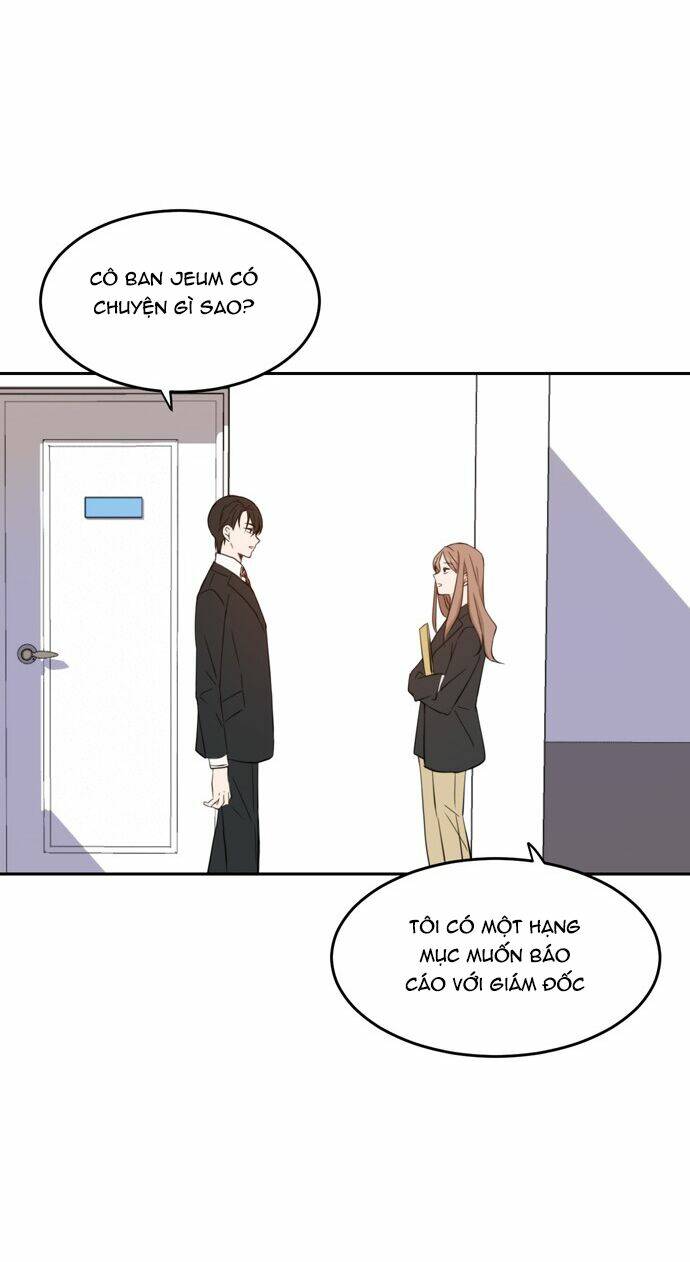 CÔ BAN JEUM CÓ
CHUYỆN GÌ SAO?
TÔI CÓ MỘT HẠNG
MỤC MUỐN BÁO
CÁO VỚI GIÁM ĐỐC